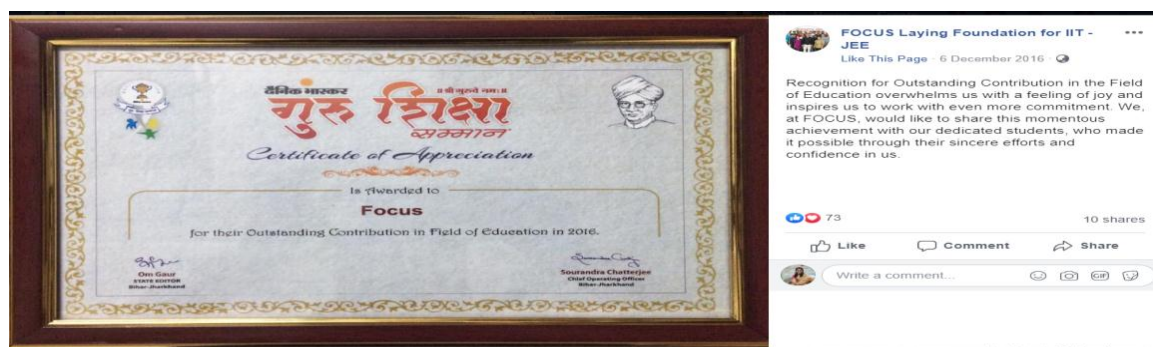 दैनिक भास्कर
॥ श्री गुरुवे नमः ॥
गुरु शिक्षा
सम्मान
Certificate of Appreciation
Is Awarded to
Focus
for their Outstanding Contribution in Field of Education in 2016.
Om Gaur
STATE EDITOR
Bihar-Jharkhand
Sourandra Chatterjee
Chief Operating Officer
Bihar-Jharkhand
FOCUS Laying Foundation for IIT -
JEE
Like This Page · 6 December 2016 ·
Recognition for Outstanding Contribution in the Field
of Education overwhelms us with a feeling of joy and
inspires us to work with even more commitment. We,
at FOCUS, would like to share this momentous
achievement with our dedicated students, who made
it possible through their sincere efforts and
confidence in us.
73
10 shares
Like Comment Share
Write a comment...
GIF